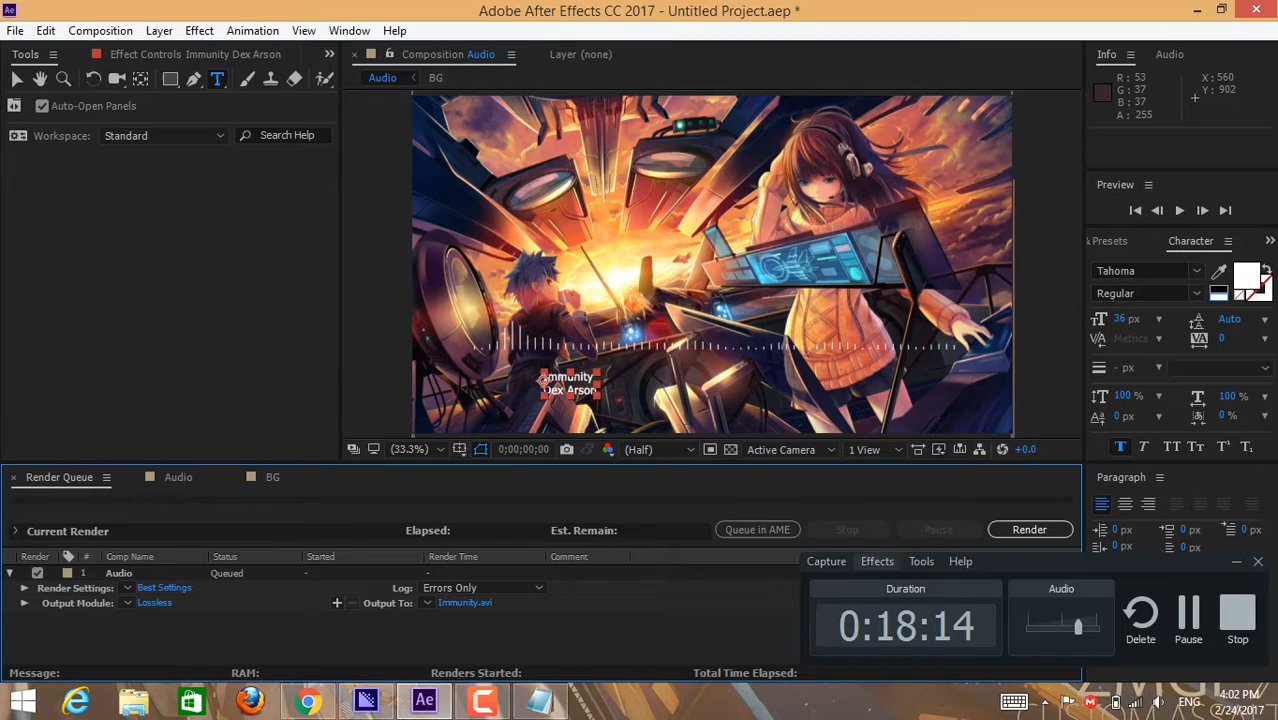 Adobe After Effects CC 2017 - Untitled Project.aep *
File Edit Composition Layer Effect Animation View Window Help
Tools
Effect Controls Immunity Dex Arson
Composition Audio
Layer (none)
Info
Audio
Audio
BG
R : 53
G : 37
B : 37
A : 255
X : 560
Y : 902
Auto-Open Panels
Workspace: Standard
Search Help
Preview
& Presets
Character
Tahoma
Regular
36 px
Auto
Metrics
0
- px
100 %
100 %
0 px
0 %
T T TT Tт T¹ T₁
Immunity
Dex Arson
(33.3%)
0;00;00;00
(Half)
Active Camera
1 View
+0.0
Paragraph
0 px
0 px
0 px
0 px
0 px
Render Queue
Audio
BG
Current Render
Elapsed:
Est. Remain:
Queue in AME
Stop
Pause
Render
Render # Comp Name Status Started Render Time Comment
1 Audio Queued - -
Render Settings: Best Settings
Log: Errors Only
Output Module: Lossless
Output To: Immunity.avi
Message:
RAM:
Renders Started:
Total Time Elapsed:
Capture Effects Tools Help
Duration
0:18:14
Audio
Delete
Pause
Stop
ENG
4:02 PM
2/24/2017